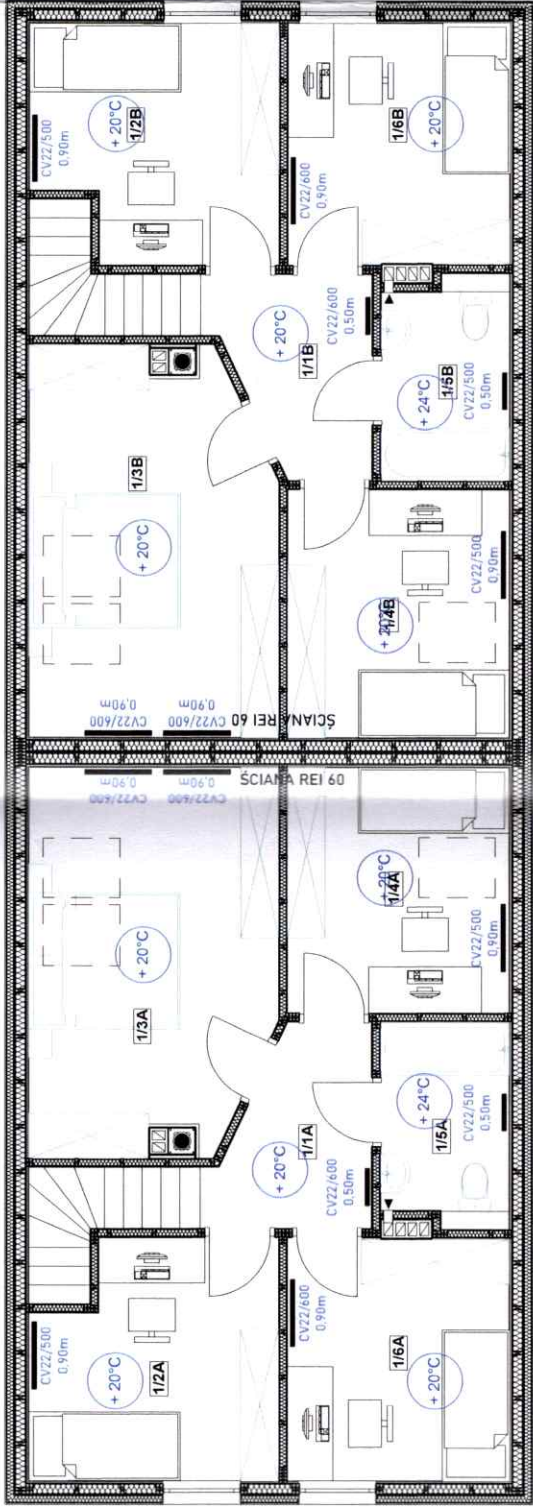 CV22/500
0,90m
+ 20°C
1/2B
CV22/600
0,90m
1/6B
+ 20°C
+ 20°C
1/1B
CV22/600
0,50m
1/3B
+ 20°C
+ 24°C
1/5B
CV22/500
0,50m
1/4B
CV22/500
0,90m
CV22/600
0,90m
CV22/600
0,90m
ŚCIANA REI 60
ŚCIANA REI 60
CV22/600
0,90m
CV22/600
0,90m
+ 20°C
1/3A
+ 20°C
1/4A
CV22/500
0,90m
+ 20°C
1/1A
CV22/600
0,50m
+ 24°C
1/5A
CV22/500
0,50m
CV22/500
0,90m
+ 20°C
1/2A
CV22/600
0,90m
1/6A
+ 20°C